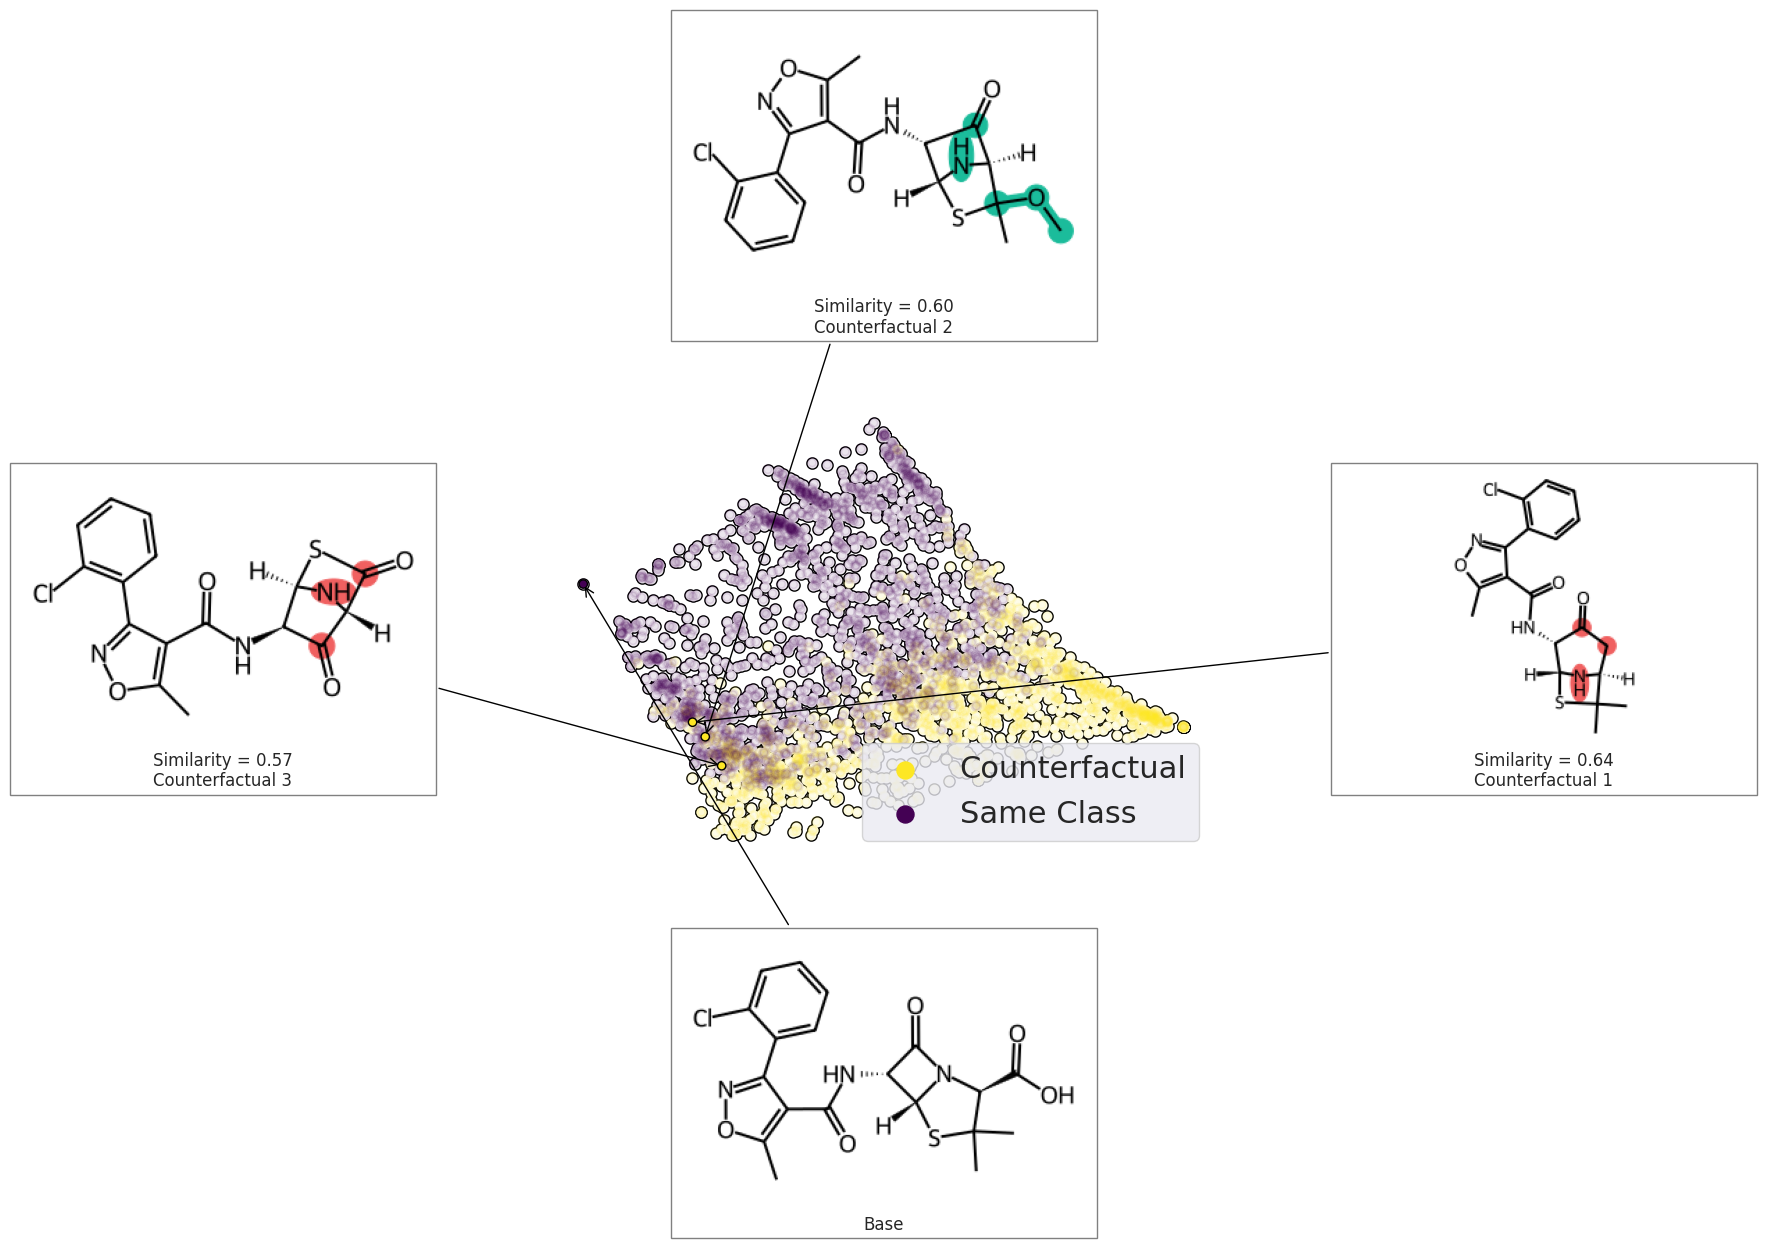 O
N
Cl
O
H
N
O
H
N
H
H
S
O
Similarity = 0.60
Counterfactual 2
Cl
N
O
O
H
N
H
S
NH
O
H
O
Similarity = 0.57
Counterfactual 3
Cl
N
O
O
HN
O
H
N
H
H
S
Similarity = 0.64
Counterfactual 1
Counterfactual
Same Class
Cl
N
O
HN
O
O
N
H
S
O
OH
Base